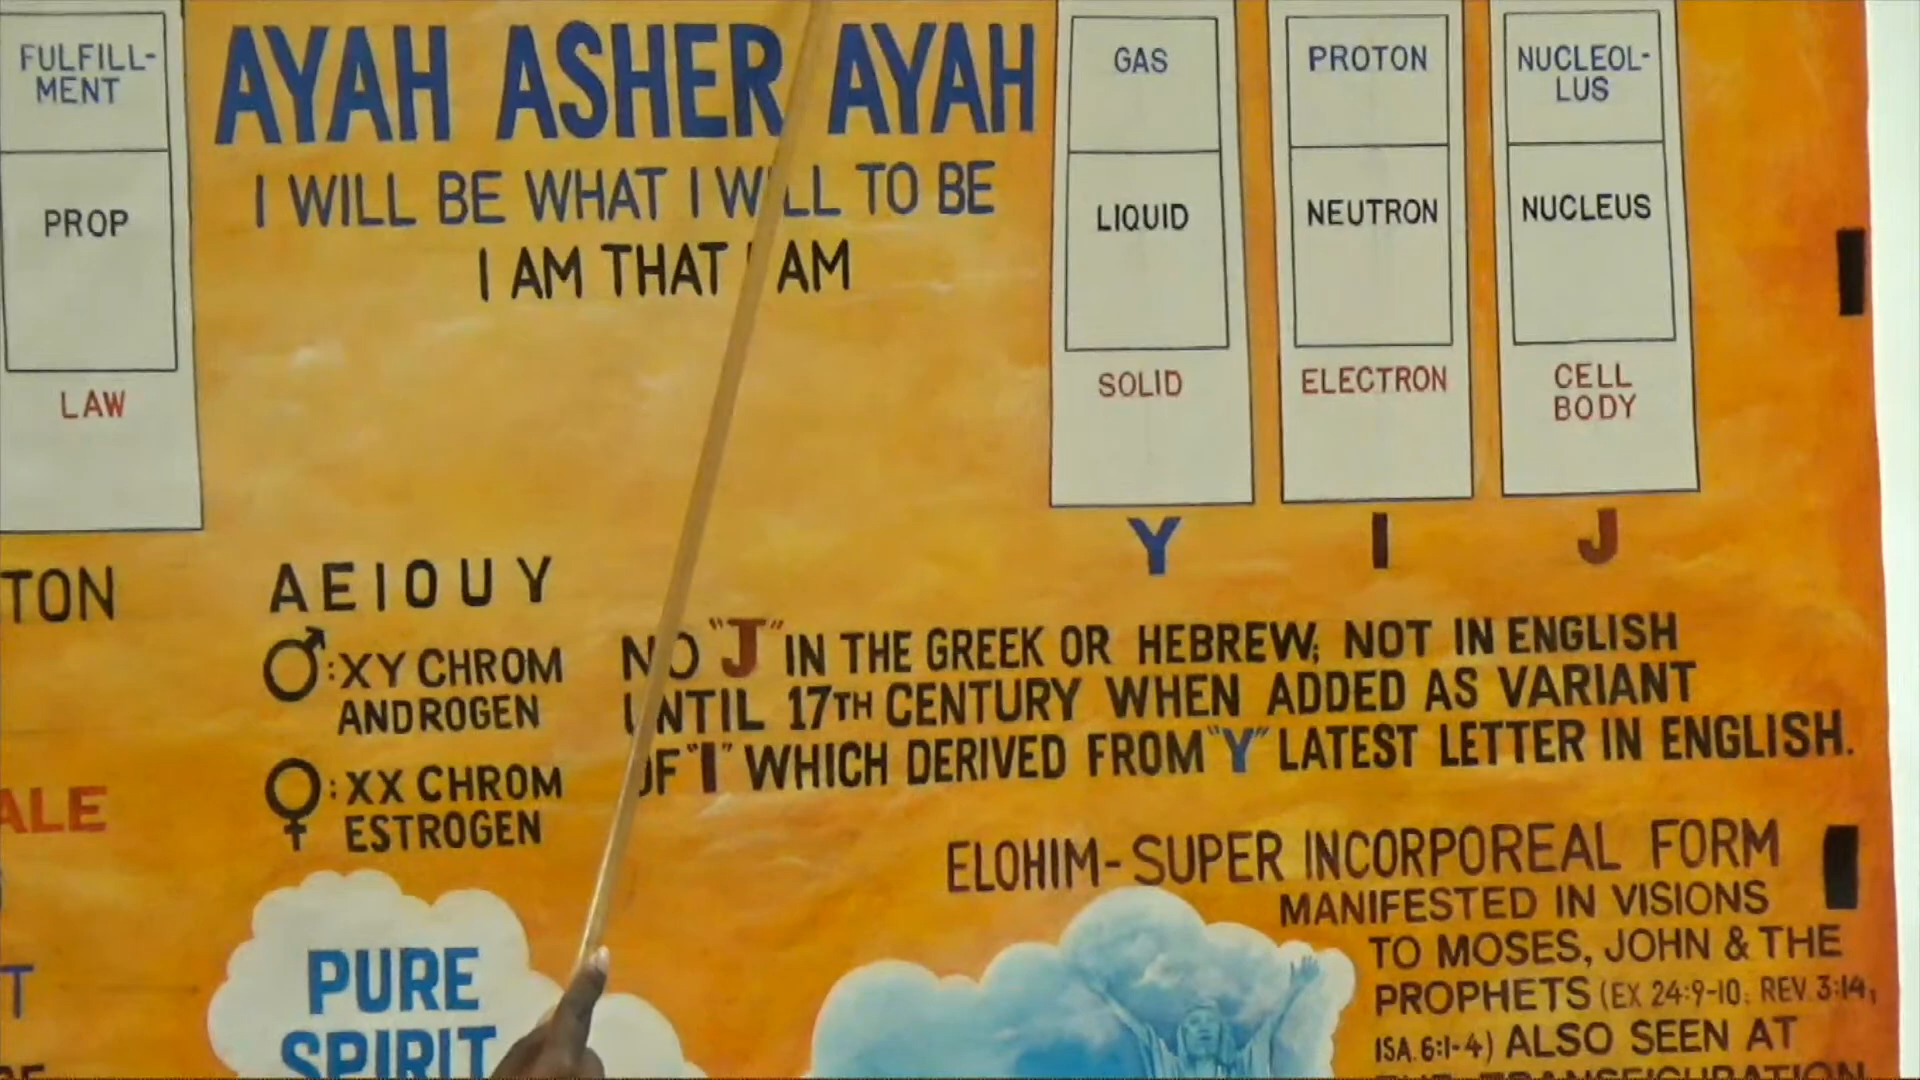 FULFILL-
MENT
PROP
LAW
AYAH ASHER AYAH
I WILL BE WHAT I WILL TO BE
I AM THAT I AM
GAS
LIQUID
SOLID
PROTON
NEUTRON
ELECTRON
NUCLEOL-
LUS
NUCLEUS
CELL
BODY
Y I J
TON
A E I O U Y
♂:XY CHROM
ANDROGEN
♀:XX CHROM
ESTROGEN
NO "J" IN THE GREEK OR HEBREW; NOT IN ENGLISH
UNTIL 17TH CENTURY WHEN ADDED AS VARIANT
OF "I" WHICH DERIVED FROM "Y" LATEST LETTER IN ENGLISH.
ALE
T
PURE
SPIRIT
ELOHIM-SUPER INCORPOREAL FORM
MANIFESTED IN VISIONS
TO MOSES, JOHN & THE
PROPHETS (EX 24:9-10; REV. 3:14,
ISA. 6:1-4) ALSO SEEN AT
THE TRANSFIGURATION